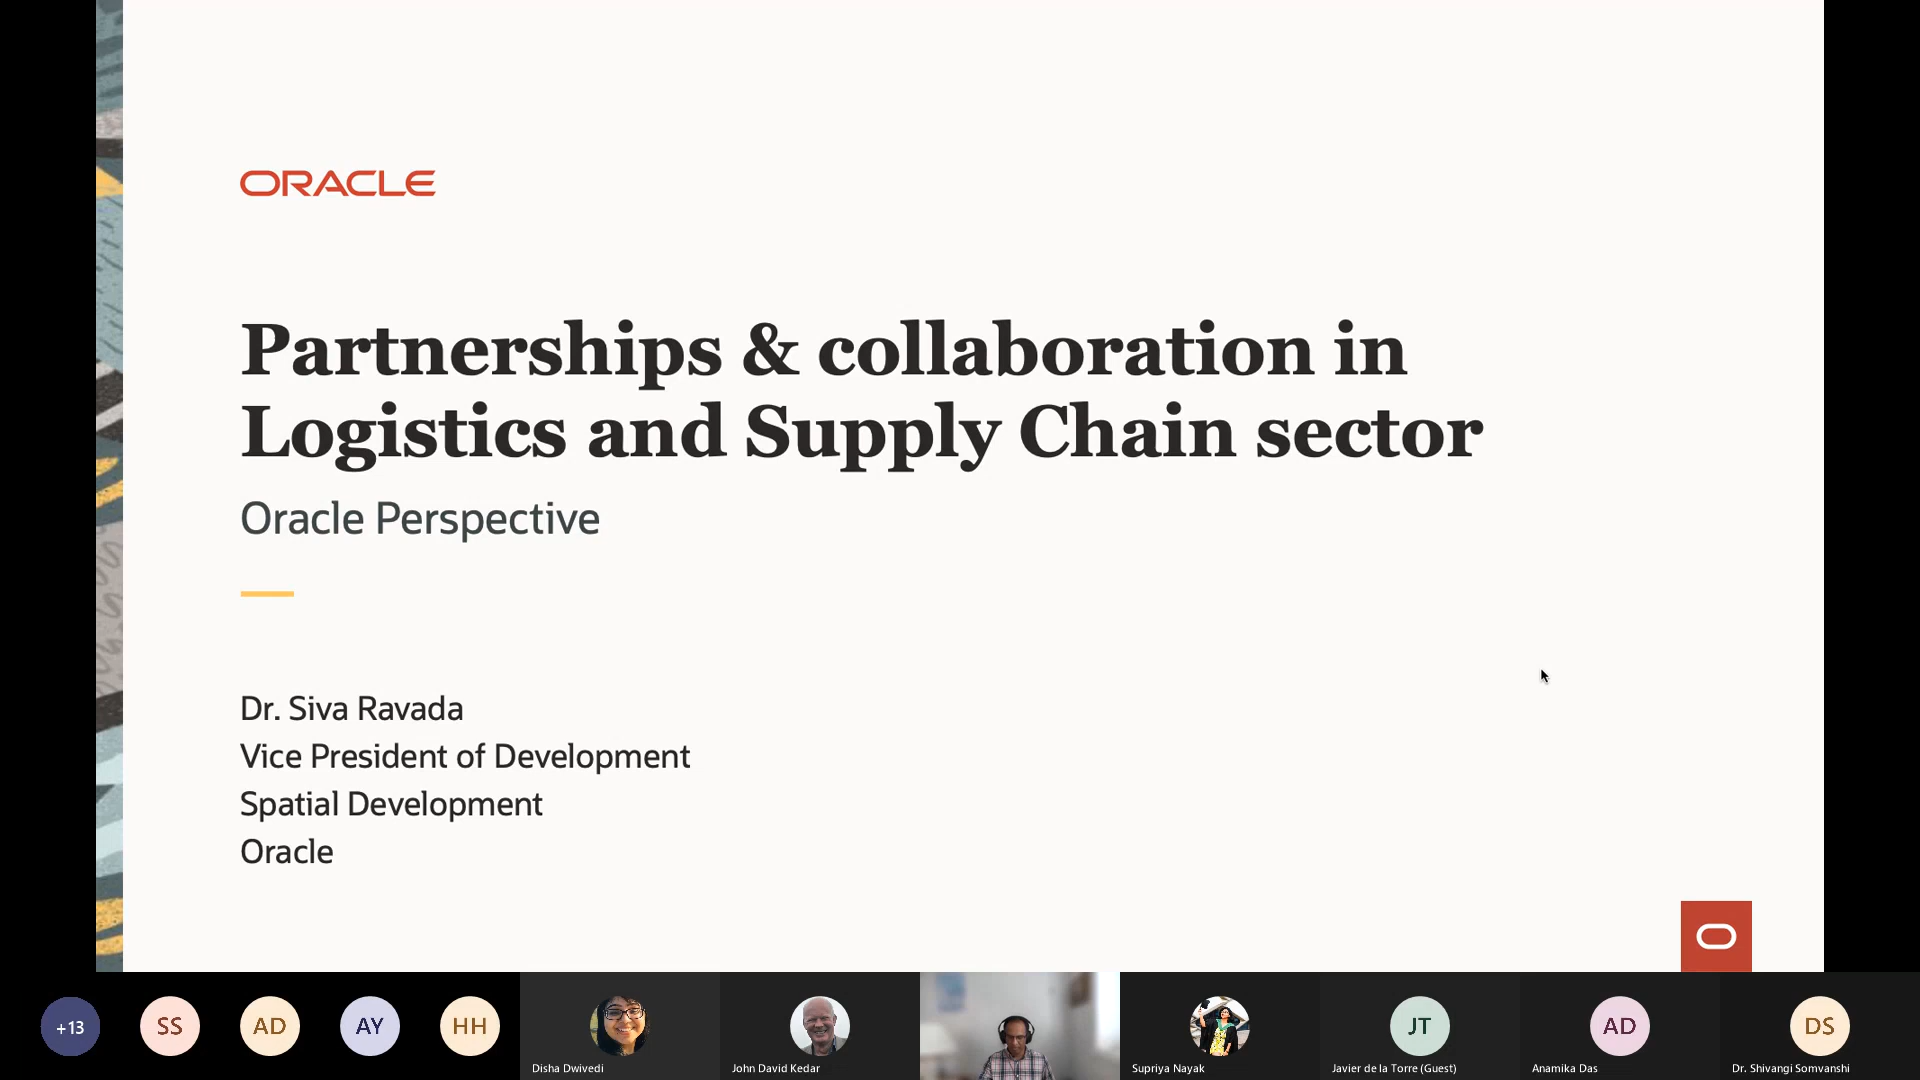 ORACLE
Partnerships & collaboration in
Logistics and Supply Chain sector
Oracle Perspective
Dr. Siva Ravada
Vice President of Development
Spatial Development
Oracle
+13
SS
AD
AY
HH
Disha Dwivedi
John David Kedar
Supriya Nayak
JT
Javier de la Torre (Guest)
AD
Anamika Das
DS
Dr. Shivangi Somvanshi